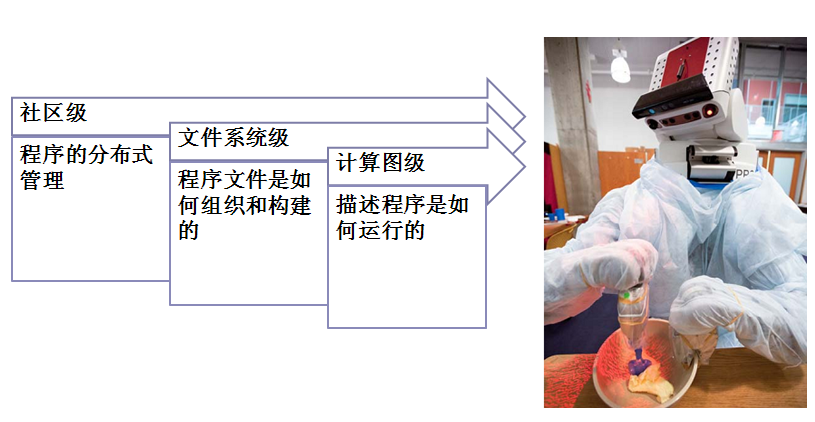 社区级
程序的分布式
管理
文件系统级
程序文件是如
何组织和构建
的
计算图级
描述程序是如
何运行的